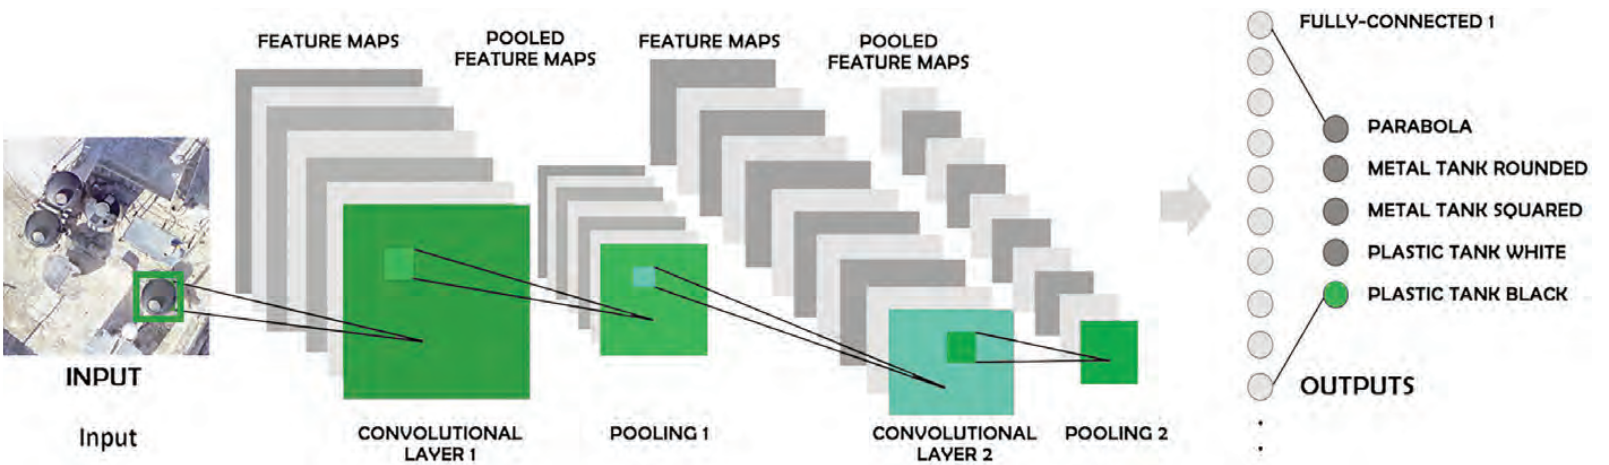 FEATURE MAPS
POOLED
FEATURE MAPS
FEATURE MAPS
POOLED
FEATURE MAPS
FULLY-CONNECTED 1
PARABOLA
METAL TANK ROUNDED
METAL TANK SQUARED
PLASTIC TANK WHITE
PLASTIC TANK BLACK
INPUT
OUTPUTS
Input
CONVOLUTIONAL
LAYER 1
POOLING 1
CONVOLUTIONAL
LAYER 2
POOLING 2